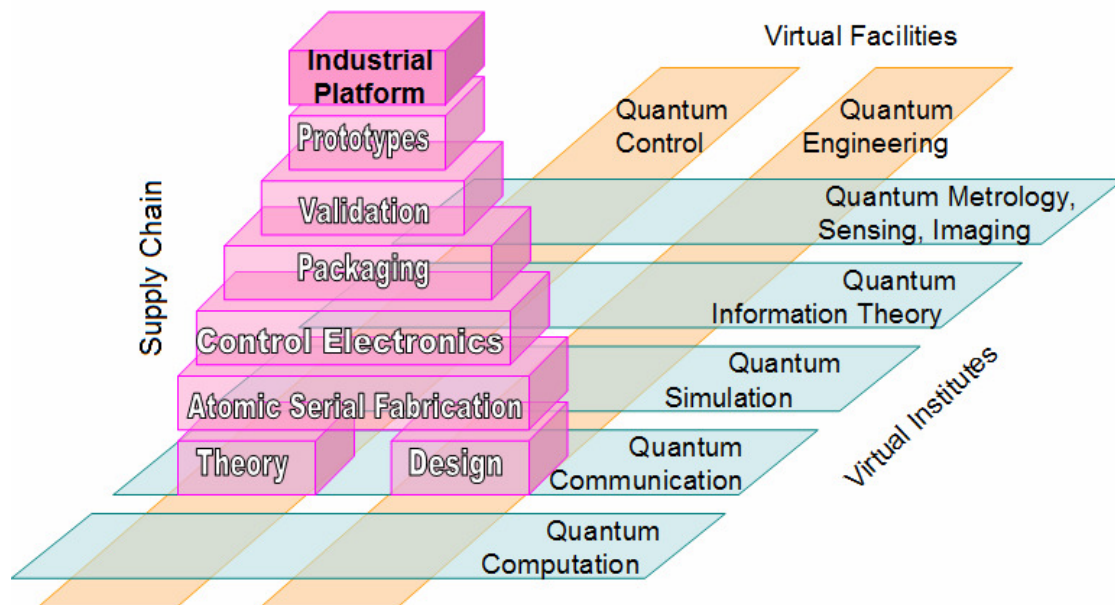 Virtual Facilities
Industrial
Platform
Prototypes
Validation
Packaging
Control Electronics
Atomic Serial Fabrication
Theory
Design
Supply Chain
Quantum
Control
Quantum
Engineering
Quantum Metrology,
Sensing, Imaging
Quantum
Information Theory
Quantum
Simulation
Quantum
Communication
Quantum
Computation
Virtual Institutes